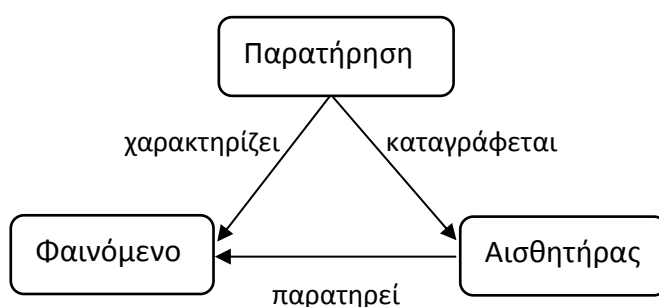 Παρατήρηση
χαρακτηρίζει
καταγράφεται
Φαινόμενο
Αισθητήρας
παρατηρεί